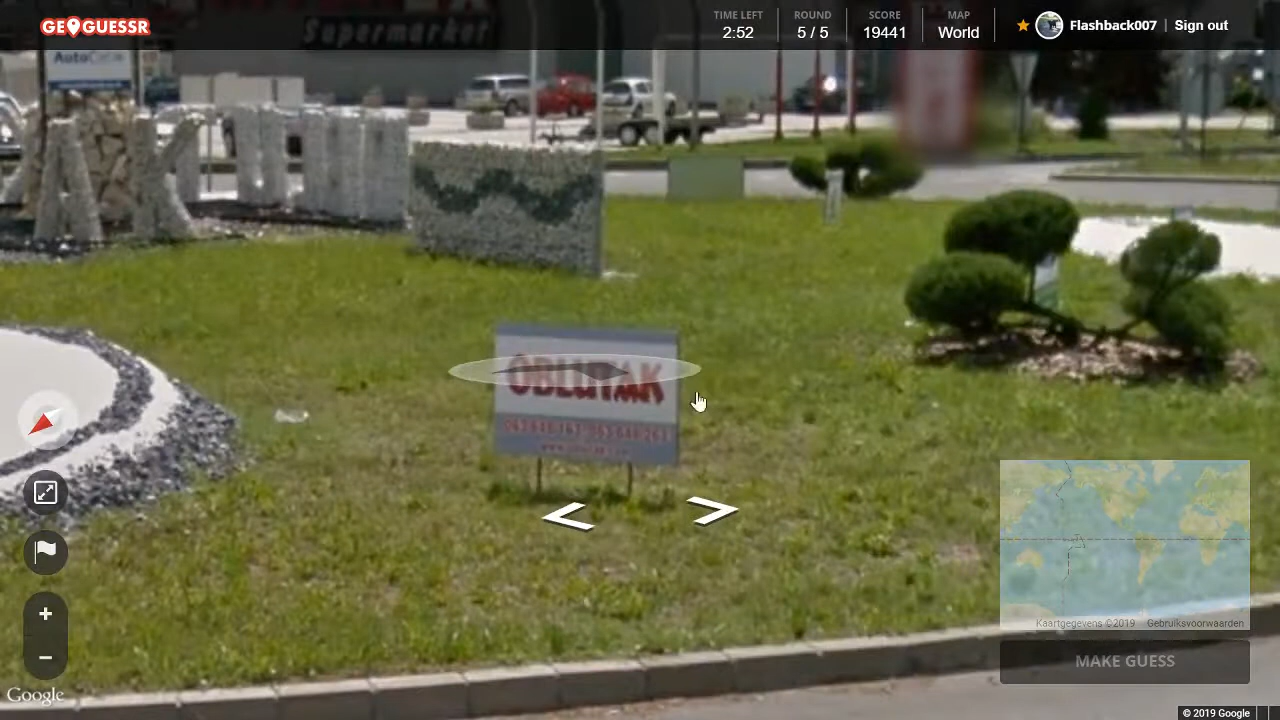 GEOGUESSR
Supermarket
TIME LEFT
2:52
ROUND
5 / 5
SCORE
19441
MAP
World
Flashback007
Sign out
OBLUTAK
Kaartgegevens ©2019 Gebruiksvoorwaarden
MAKE GUESS
Google
© 2019 Google